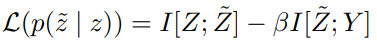 ℒ(p(z̃ | z)) = I[Z; Z̃] − βI[Z̃; Y]